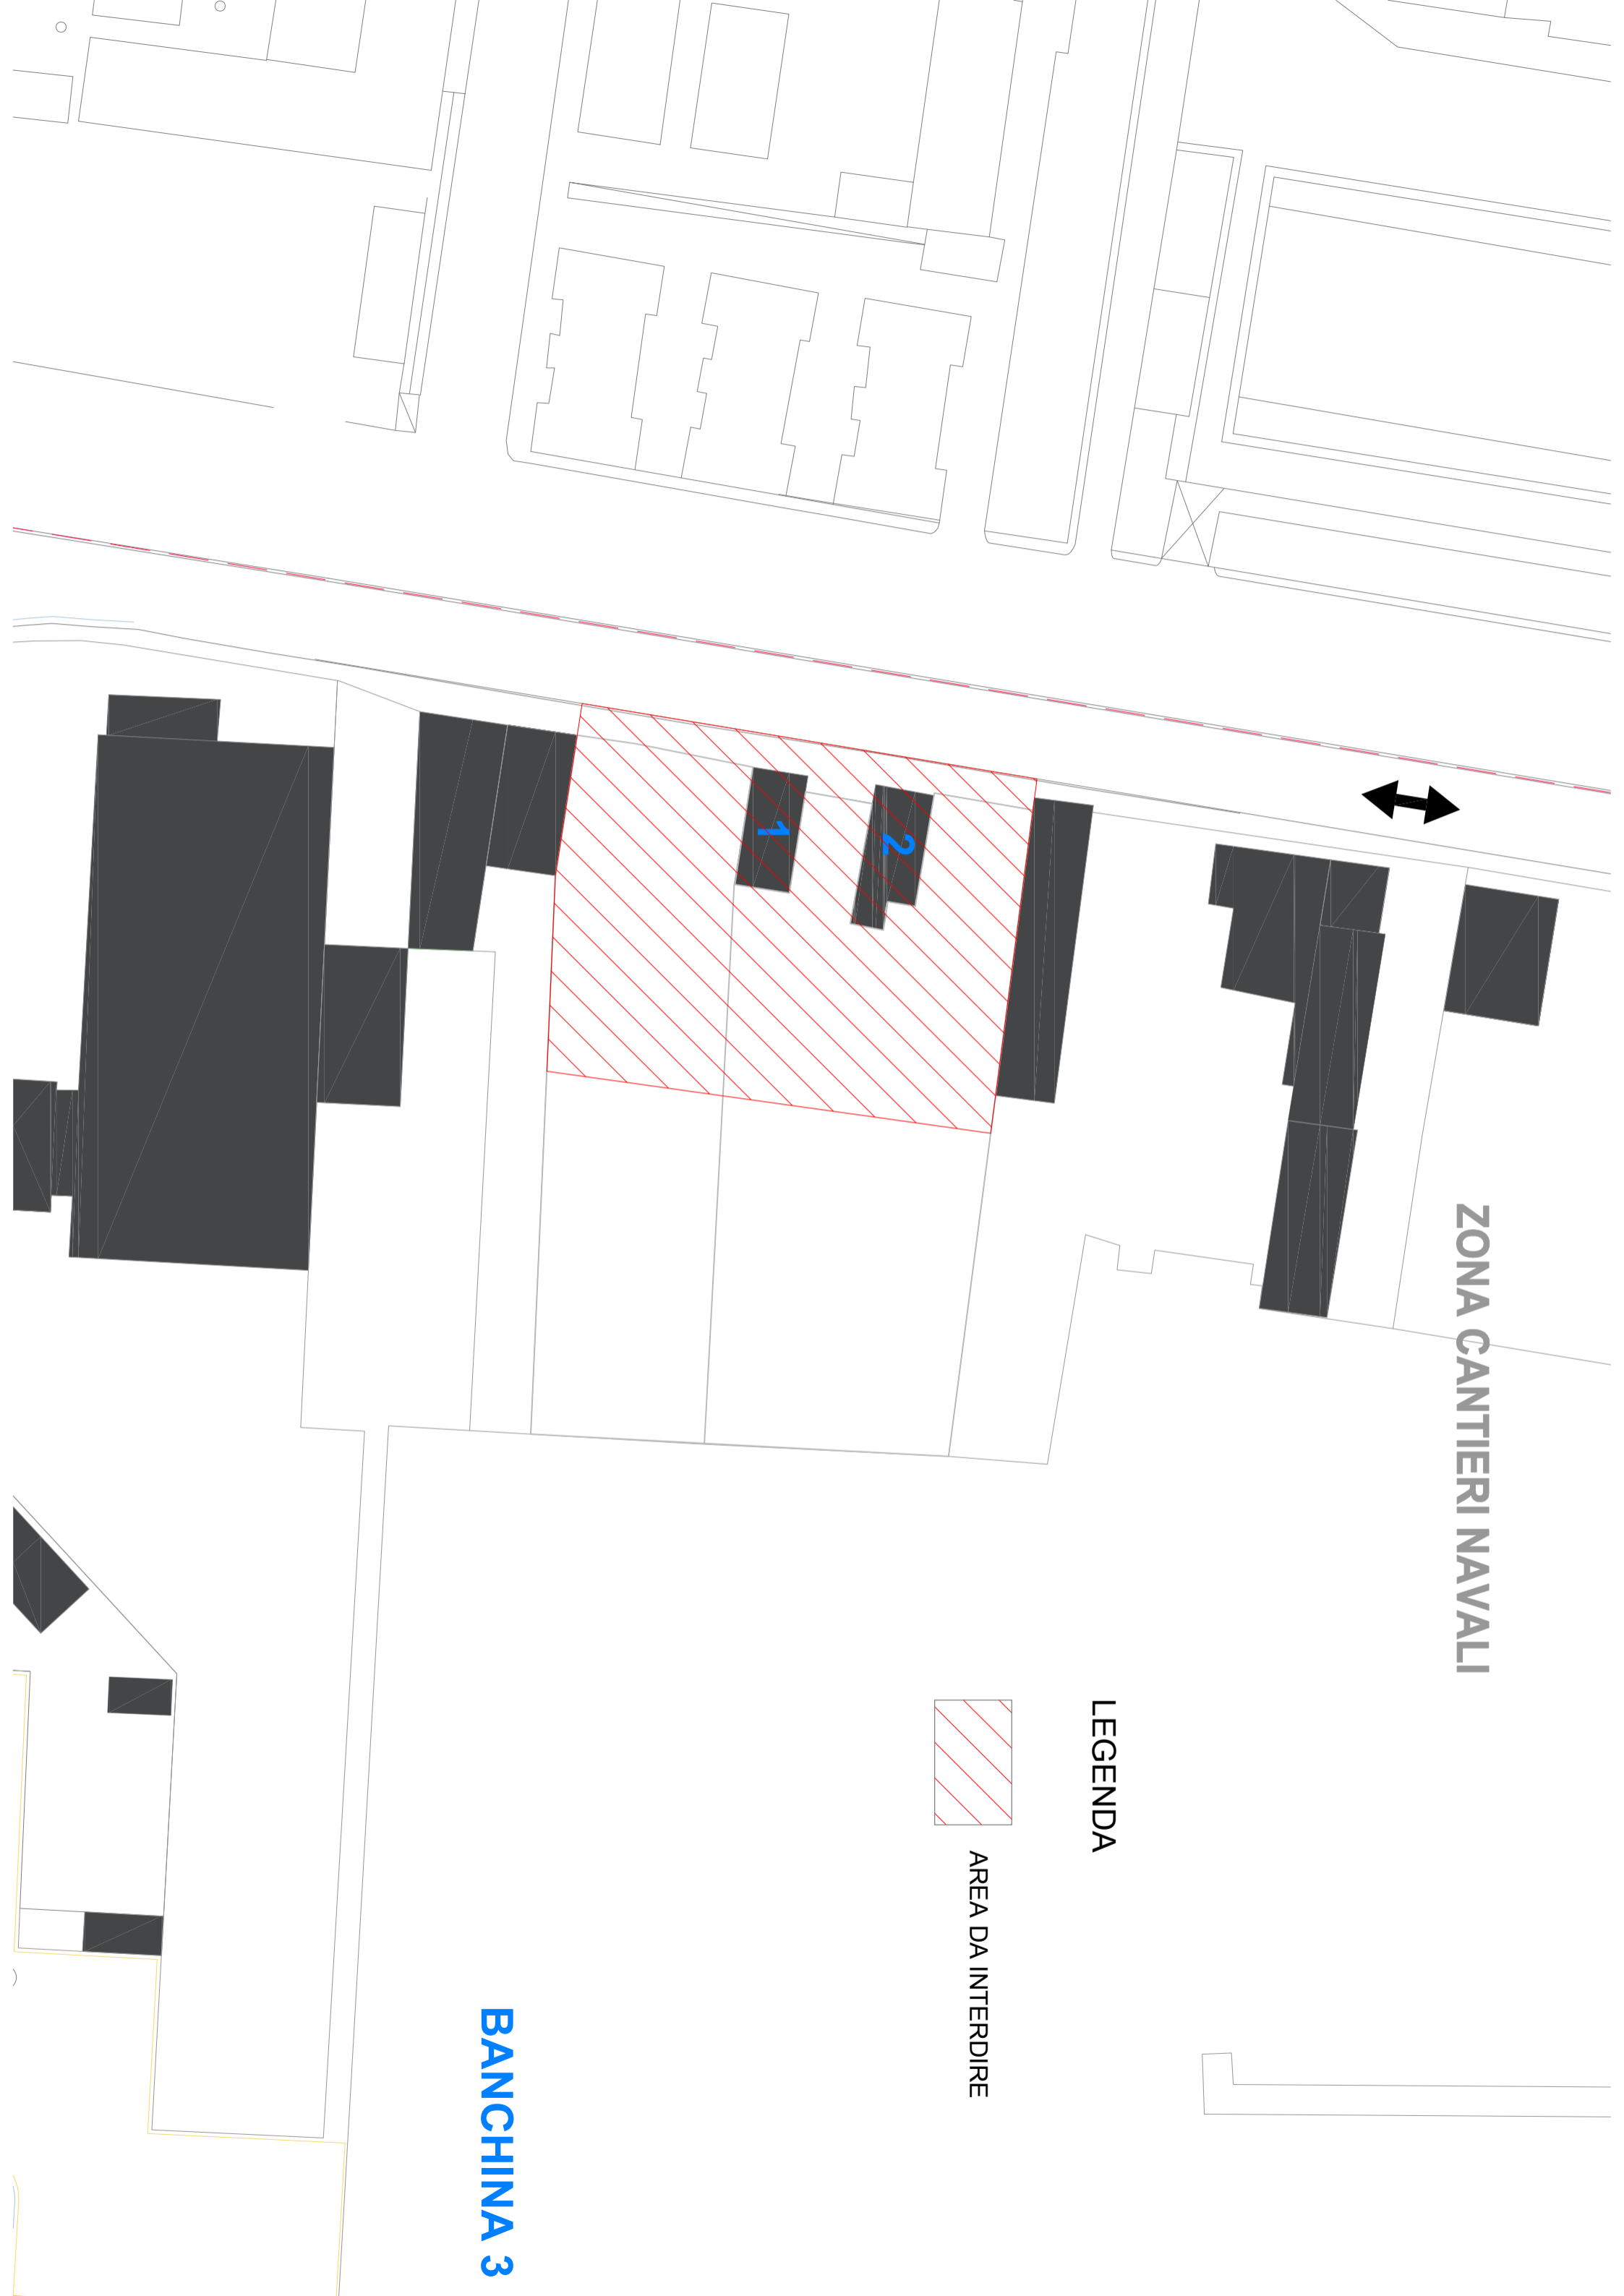 ZONA CANTIERI NAVALI
LEGENDA
AREA DA INTERDIRE
1
2
BANCHINA 3